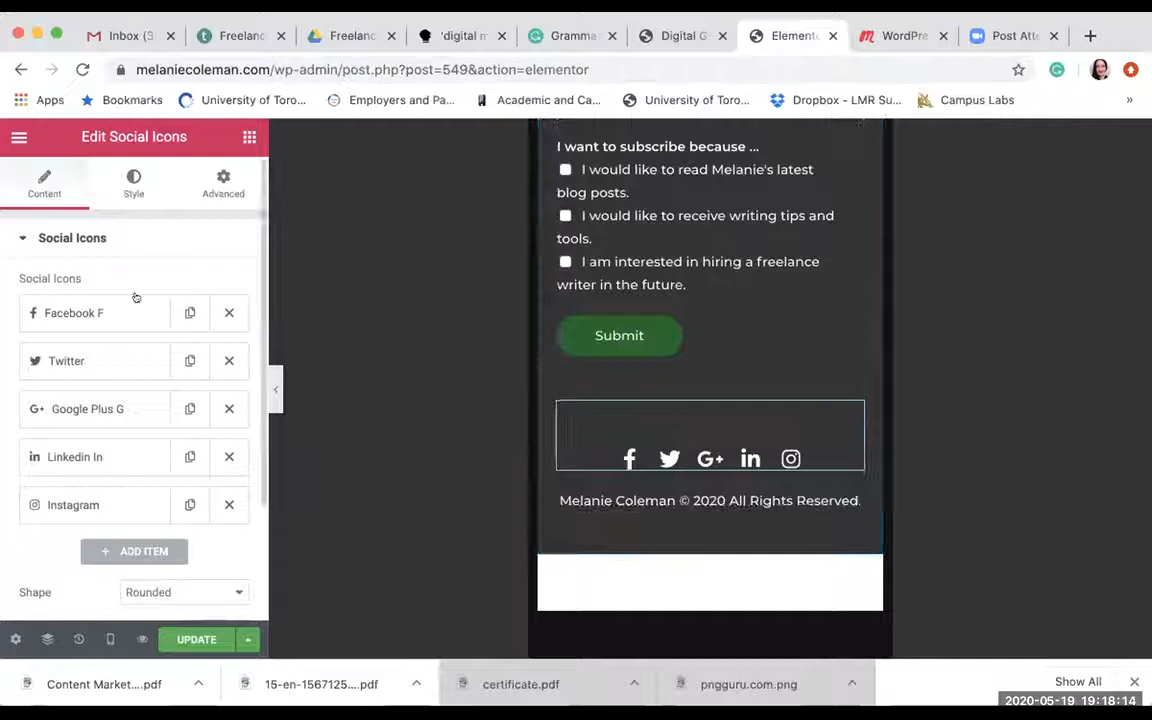 Inbox (3
Freelan
Freelanc
'digital m
Gramma
Digital G
Elemento
WordPre
Post Atte
melaniecoleman.com/wp-admin/post.php?post=549&action=elementor
Apps
Bookmarks
University of Toro...
Employers and Pa...
Academic and Ca...
University of Toro...
Dropbox - LMR Su...
Campus Labs
»
Edit Social Icons
Content
Style
Advanced
Social Icons
Social Icons
Facebook F
Twitter
Google Plus G
Linkedin In
Instagram
+ ADD ITEM
Shape
Rounded
UPDATE
I want to subscribe because ...
I would like to read Melanie's latest
blog posts.
I would like to receive writing tips and
tools.
I am interested in hiring a freelance
writer in the future.
Submit
Melanie Coleman © 2020 All Rights Reserved.
Content Market....pdf
15-en-1567125....pdf
certificate.pdf
pngguru.com.png
Show All
2020-05-19 19:18:14